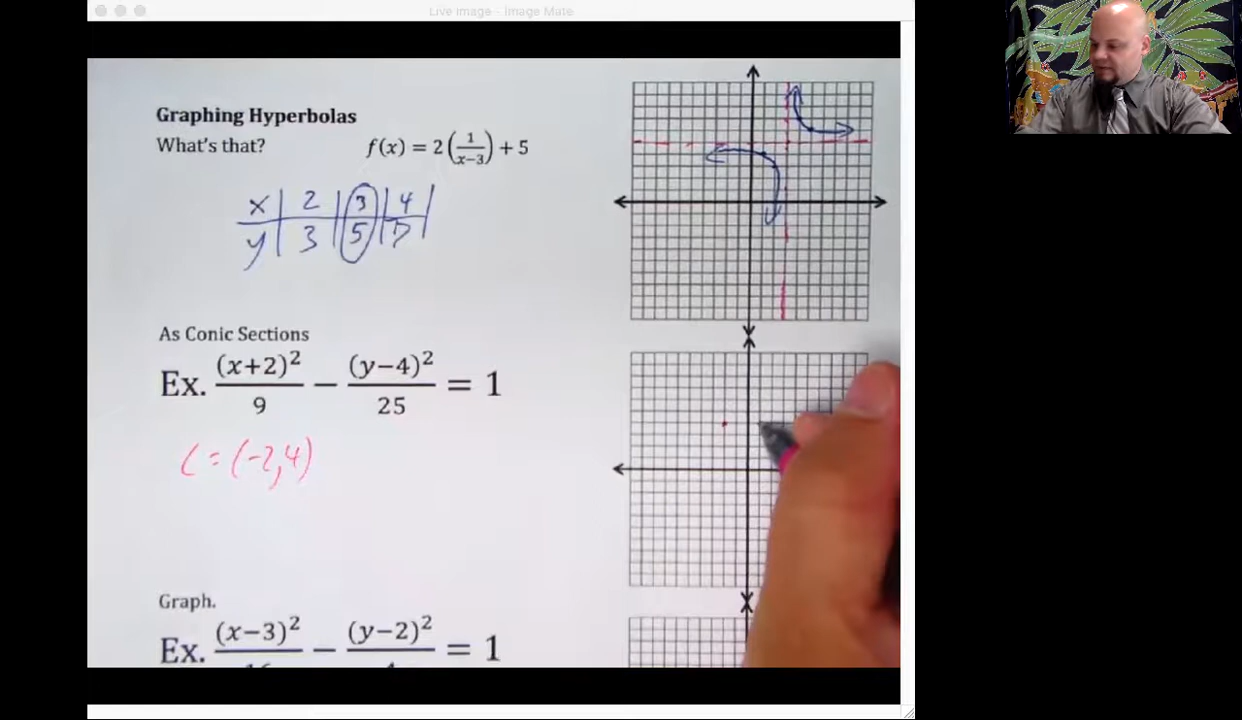 Live Image - Image Mate
Graphing Hyperbolas
What's that? f(x) = 2(1/(x−3)) + 5
x | 2 | 3 | 4
y | 3 | 5 | 7
As Conic Sections
Ex. (x+2)²/9 − (y−4)²/25 = 1
C = (-2,4)
Graph.
Ex. (x−3)² − (y−2)² = 1